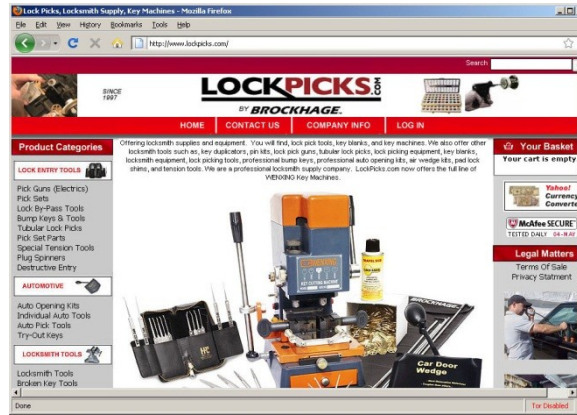 Lock Picks, Locksmith Supply, Key Machines - Mozilla Firefox
File Edit View History Bookmarks Tools Help
http://www.lockpicks.com/
Search
SINCE
1997
LOCKPICKS.COM
BY BROCKHAGE
HOME CONTACT US COMPANY INFO LOG IN
Product Categories
LOCK ENTRY TOOLS
Pick Guns (Electrics)
Pick Sets
Lock By-Pass Tools
Bump Keys & Tools
Tubular Lock Picks
Pick Set Parts
Special Tension Tools
Plug Spinners
Destructive Entry
AUTOMOTIVE
Auto Opening Kits
Individual Auto Tools
Auto Pick Tools
Try-Out Keys
LOCKSMITH TOOLS
Locksmith Tools
Broken Key Tools
Offering locksmith supplies and equipment. You will find, lock pick tools, key blanks, and key machines. We also offer other
locksmith tools such as, key duplicators, pin kits, lock pick guns, tubular lock picks, lock picking equipment, key blanks,
locksmith equipment, lock picking tools, professional bump keys, professional auto opening kits, air wedge kits, pad lock
shims, and tension tools. We are a professional locksmith supply company. LockPicks.com now offers the full line of
WENXING Key Machines.
KEY CUTTING MACHINE
BROCKHAGE
Car Door
Wedge
Your Basket
Your cart is empty
Yahoo!
Currency
Converte
McAfee SECURE
TESTED DAILY 04-MAY
Legal Matters
Terms Of Sale
Privacy Statment
Done
Tor Disabled